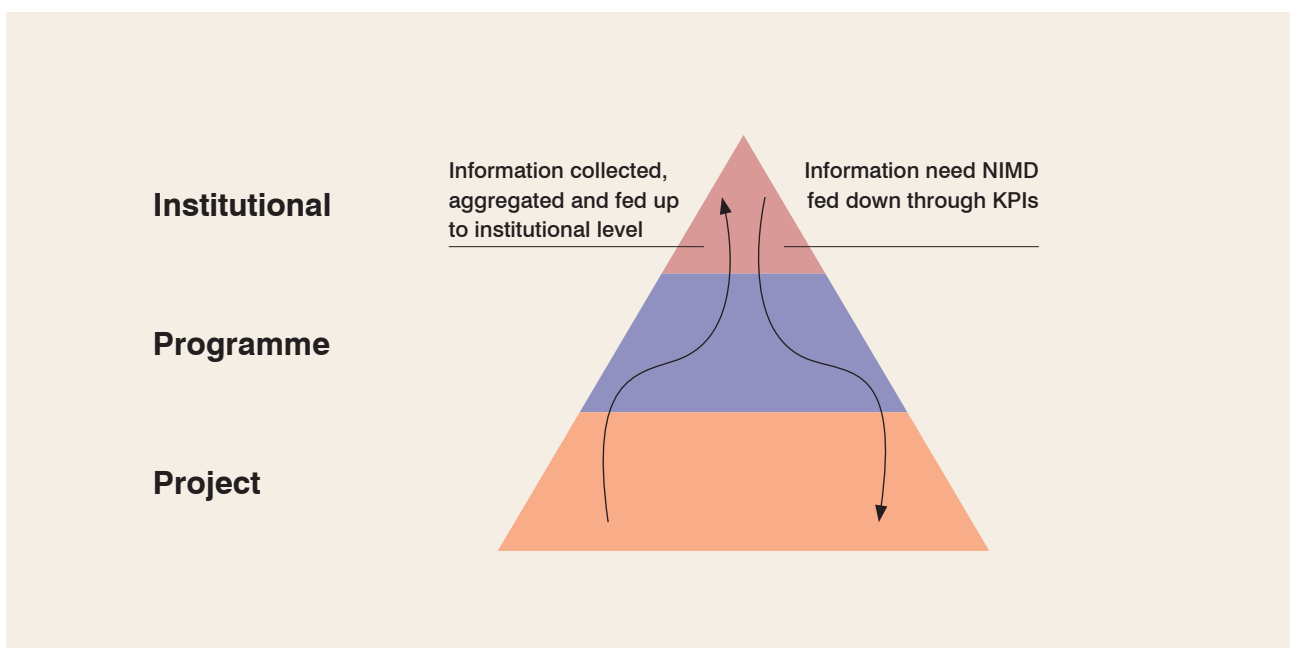 Institutional
Information collected,
aggregated and fed up
to institutional level
Information need NIMD
fed down through KPIs
Programme
Project